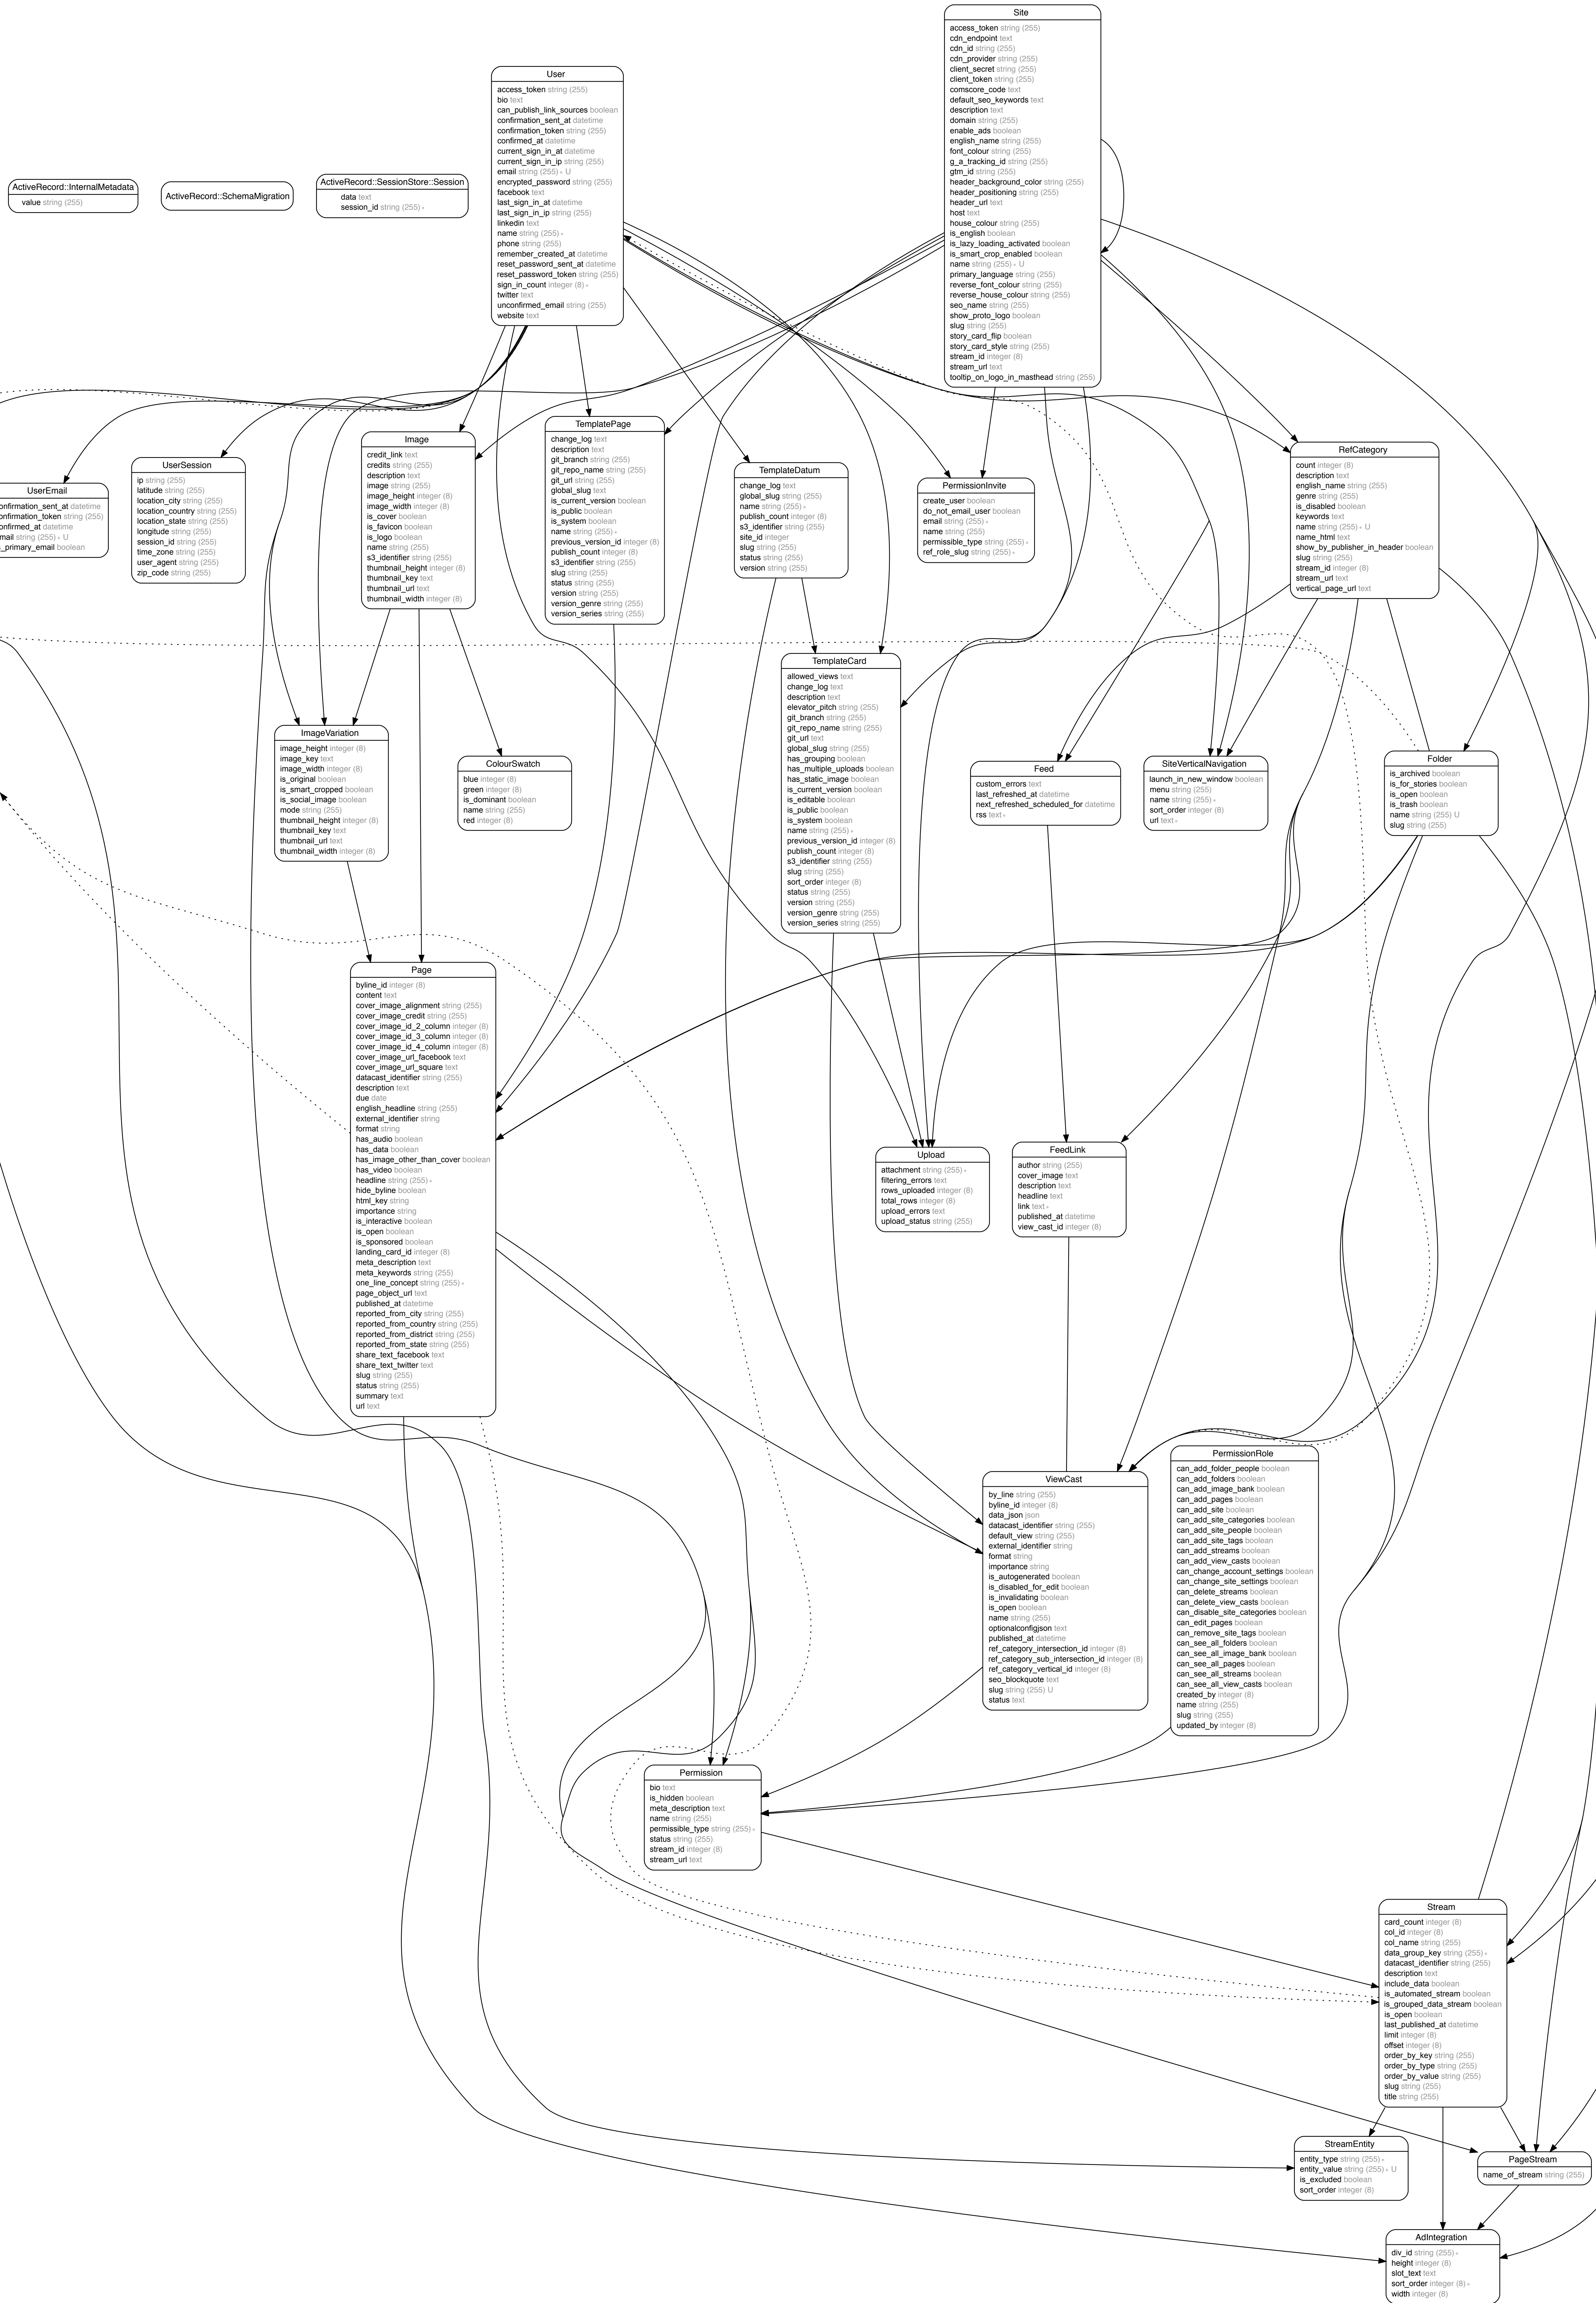 Site
access_token string (255)
cdn_endpoint text
cdn_id string (255)
cdn_provider string (255)
client_secret string (255)
client_token string (255)
comscore_code text
default_seo_keywords text
description text
domain string (255)
enable_ads boolean
english_name string (255)
font_colour string (255)
g_a_tracking_id string (255)
gtm_id string (255)
header_background_color string (255)
header_positioning string (255)
header_url text
host text
house_colour string (255)
is_english boolean
is_lazy_loading_activated boolean
is_smart_crop_enabled boolean
name string (255) ∗ U
primary_language string (255)
reverse_font_colour string (255)
reverse_house_colour string (255)
seo_name string (255)
show_proto_logo boolean
slug string (255)
story_card_flip boolean
story_card_style string (255)
stream_id integer (8)
stream_url text
tooltip_on_logo_in_masthead string (255)
User
access_token string (255)
bio text
can_publish_link_sources boolean
confirmation_sent_at datetime
confirmation_token string (255)
confirmed_at datetime
current_sign_in_at datetime
current_sign_in_ip string (255)
email string (255) ∗ U
encrypted_password string (255)
facebook text
last_sign_in_at datetime
last_sign_in_ip string (255)
linkedin text
name string (255) ∗
phone string (255)
remember_created_at datetime
reset_password_sent_at datetime
reset_password_token string (255)
sign_in_count integer (8) ∗
twitter text
unconfirmed_email string (255)
website text
ActiveRecord::InternalMetadata
value string (255)
ActiveRecord::SchemaMigration
ActiveRecord::SessionStore::Session
data text
session_id string (255) ∗
UserEmail
onfirmation_sent_at datetime
onfirmation_token string (255)
onfirmed_at datetime
mail string (255) ∗ U
s_primary_email boolean
UserSession
ip string (255)
latitude string (255)
location_city string (255)
location_country string (255)
location_state string (255)
longitude string (255)
session_id string (255)
time_zone string (255)
user_agent string (255)
zip_code string (255)
Image
credit_link text
credits string (255)
description text
image string (255)
image_height integer (8)
image_width integer (8)
is_cover boolean
is_favicon boolean
is_logo boolean
name string (255)
s3_identifier string (255)
thumbnail_height integer (8)
thumbnail_key text
thumbnail_url text
thumbnail_width integer (8)
TemplatePage
change_log text
description text
git_branch string (255)
git_repo_name string (255)
git_url string (255)
global_slug text
is_current_version boolean
is_public boolean
is_system boolean
name string (255) ∗
previous_version_id integer (8)
publish_count integer (8)
s3_identifier string (255)
slug string (255)
status string (255)
version string (255)
version_genre string (255)
version_series string (255)
TemplateDatum
change_log text
global_slug string (255)
name string (255) ∗
publish_count integer (8)
s3_identifier string (255)
site_id integer
slug string (255)
status string (255)
version string (255)
PermissionInvite
create_user boolean
do_not_email_user boolean
email string (255) ∗
name string (255)
permissible_type string (255) ∗
ref_role_slug string (255) ∗
RefCategory
count integer (8)
description text
english_name string (255)
genre string (255)
is_disabled boolean
keywords text
name string (255) ∗ U
name_html text
show_by_publisher_in_header boolean
slug string (255)
stream_id integer (8)
stream_url text
vertical_page_url text
TemplateCard
allowed_views text
change_log text
description text
elevator_pitch string (255)
git_branch string (255)
git_repo_name string (255)
git_url text
global_slug string (255)
has_grouping boolean
has_multiple_uploads boolean
has_static_image boolean
is_current_version boolean
is_editable boolean
is_public boolean
is_system boolean
name string (255) ∗
previous_version_id integer (8)
publish_count integer (8)
s3_identifier string (255)
slug string (255)
sort_order integer (8)
status string (255)
version string (255)
version_genre string (255)
version_series string (255)
ImageVariation
image_height integer (8)
image_key text
image_width integer (8)
is_original boolean
is_smart_cropped boolean
is_social_image boolean
mode string (255)
thumbnail_height integer (8)
thumbnail_key text
thumbnail_url text
thumbnail_width integer (8)
ColourSwatch
blue integer (8)
green integer (8)
is_dominant boolean
name string (255)
red integer (8)
Feed
custom_errors text
last_refreshed_at datetime
next_refreshed_scheduled_for datetime
rss text ∗
SiteVerticalNavigation
launch_in_new_window boolean
menu string (255)
name string (255) ∗
sort_order integer (8)
url text ∗
Folder
is_archived boolean
is_for_stories boolean
is_open boolean
is_trash boolean
name string (255) U
slug string (255)
Page
byline_id integer (8)
content text
cover_image_alignment string (255)
cover_image_credit string (255)
cover_image_id_2_column integer (8)
cover_image_id_3_column integer (8)
cover_image_id_4_column integer (8)
cover_image_url_facebook text
cover_image_url_square text
datacast_identifier string (255)
description text
due date
english_headline string (255)
external_identifier string
format string
has_audio boolean
has_data boolean
has_image_other_than_cover boolean
has_video boolean
headline string (255) ∗
hide_byline boolean
html_key string
importance string
is_interactive boolean
is_open boolean
is_sponsored boolean
landing_card_id integer (8)
meta_description text
meta_keywords string (255)
one_line_concept string (255) ∗
page_object_url text
published_at datetime
reported_from_city string (255)
reported_from_country string (255)
reported_from_district string (255)
reported_from_state string (255)
share_text_facebook text
share_text_twitter text
slug string (255)
status string (255)
summary text
url text
Upload
attachment string (255) ∗
filtering_errors text
rows_uploaded integer (8)
total_rows integer (8)
upload_errors text
upload_status string (255)
FeedLink
author string (255)
cover_image text
description text
headline text
link text ∗
published_at datetime
view_cast_id integer (8)
ViewCast
by_line string (255)
byline_id integer (8)
data_json json
datacast_identifier string (255)
default_view string (255)
external_identifier string
format string
importance string
is_autogenerated boolean
is_disabled_for_edit boolean
is_invalidating boolean
is_open boolean
name string (255)
optionalconfigjson text
published_at datetime
ref_category_intersection_id integer (8)
ref_category_sub_intersection_id integer (8)
ref_category_vertical_id integer (8)
seo_blockquote text
slug string (255) U
status text
PermissionRole
can_add_folder_people boolean
can_add_folders boolean
can_add_image_bank boolean
can_add_pages boolean
can_add_site boolean
can_add_site_categories boolean
can_add_site_people boolean
can_add_site_tags boolean
can_add_streams boolean
can_add_view_casts boolean
can_change_account_settings boolean
can_change_site_settings boolean
can_delete_streams boolean
can_delete_view_casts boolean
can_disable_site_categories boolean
can_edit_pages boolean
can_remove_site_tags boolean
can_see_all_folders boolean
can_see_all_image_bank boolean
can_see_all_pages boolean
can_see_all_streams boolean
can_see_all_view_casts boolean
created_by integer (8)
name string (255)
slug string (255)
updated_by integer (8)
Permission
bio text
is_hidden boolean
meta_description text
name string (255)
permissible_type string (255) ∗
status string (255)
stream_id integer (8)
stream_url text
Stream
card_count integer (8)
col_id integer (8)
col_name string (255)
data_group_key string (255) ∗
datacast_identifier string (255)
description text
include_data boolean
is_automated_stream boolean
is_grouped_data_stream boolean
is_open boolean
last_published_at datetime
limit integer (8)
offset integer (8)
order_by_key string (255)
order_by_type string (255)
order_by_value string (255)
slug string (255)
title string (255)
StreamEntity
entity_type string (255) ∗
entity_value string (255) ∗ U
is_excluded boolean
sort_order integer (8)
PageStream
name_of_stream string (255)
AdIntegration
div_id string (255) ∗
height integer (8)
slot_text text
sort_order integer (8) ∗
width integer (8)